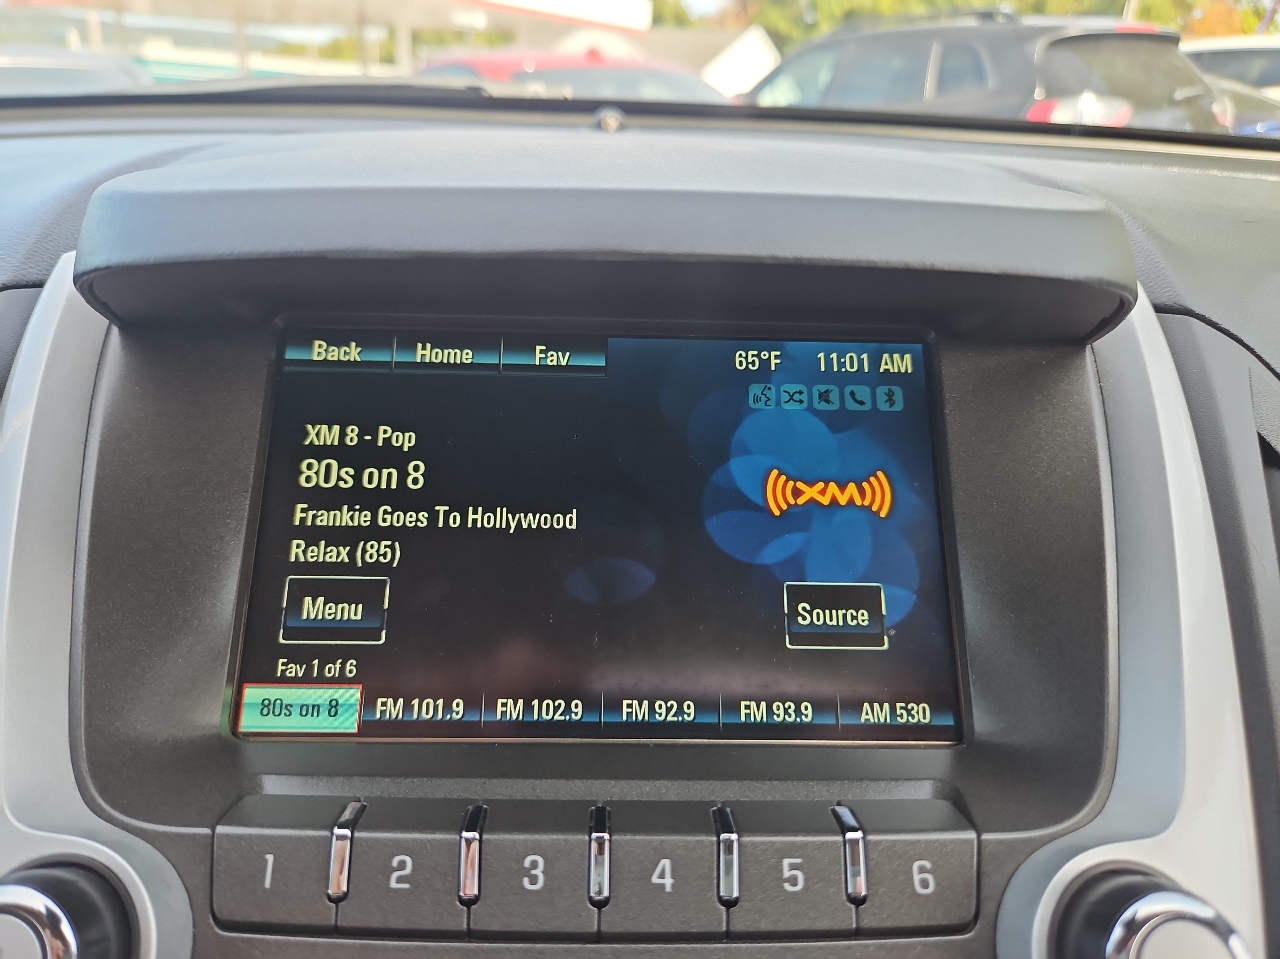 Back Home Fav 65°F 11:01 AM
XM 8 - Pop
80s on 8
XM
Frankie Goes To Hollywood
Relax (85)
Menu Source
Fav 1 of 6
80s on 8 FM 101.9 FM 102.9 FM 92.9 FM 93.9 AM 530
1 2 3 4 5 6